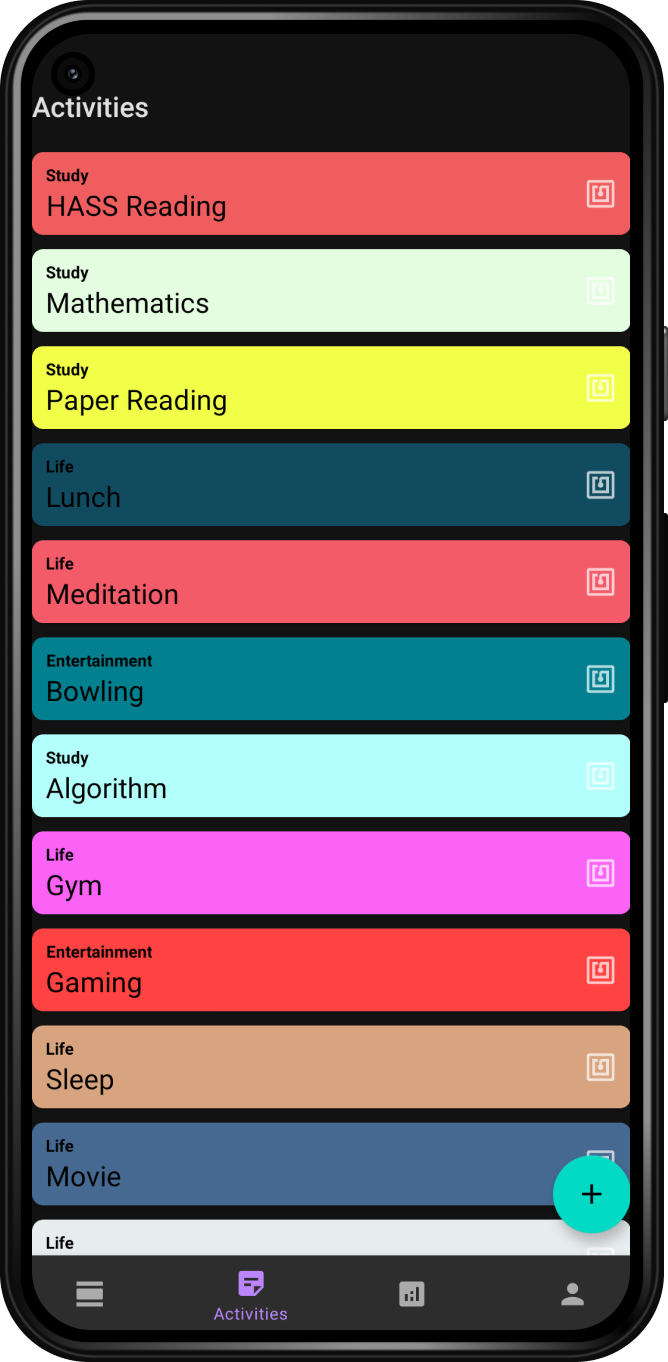 Activities
Study
HASS Reading
Study
Mathematics
Study
Paper Reading
Life
Lunch
Life
Meditation
Entertainment
Bowling
Study
Algorithm
Life
Gym
Entertainment
Gaming
Life
Sleep
Life
Movie
Life
Activities